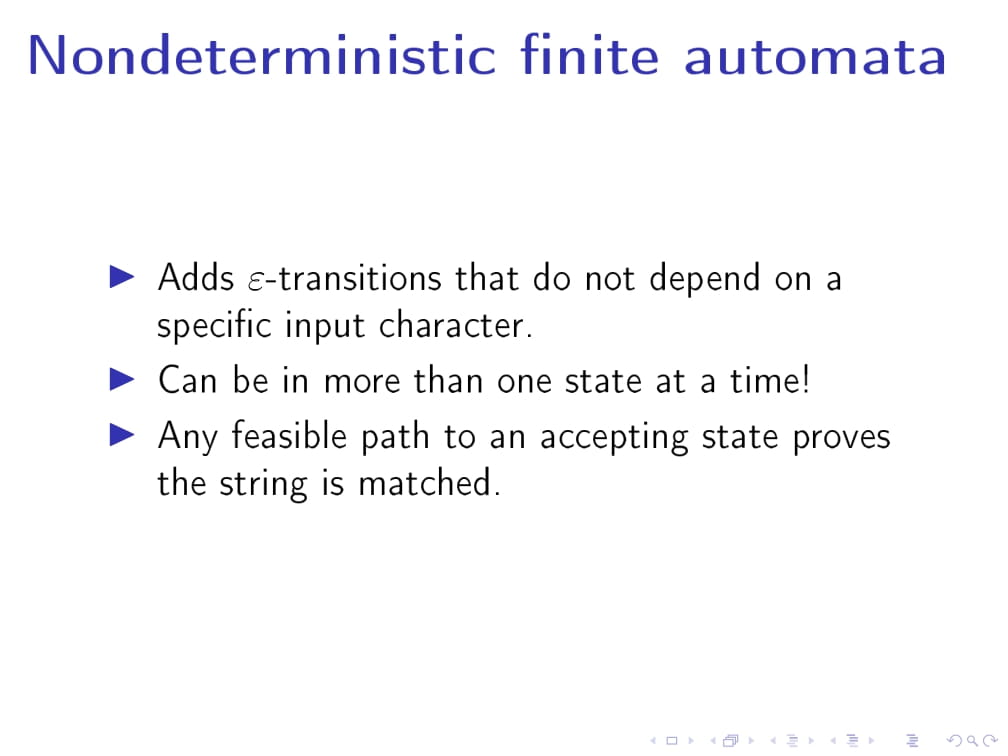 Nondeterministic finite automata
▶ Adds ε-transitions that do not depend on a
specific input character.
▶ Can be in more than one state at a time!
▶ Any feasible path to an accepting state proves
the string is matched.